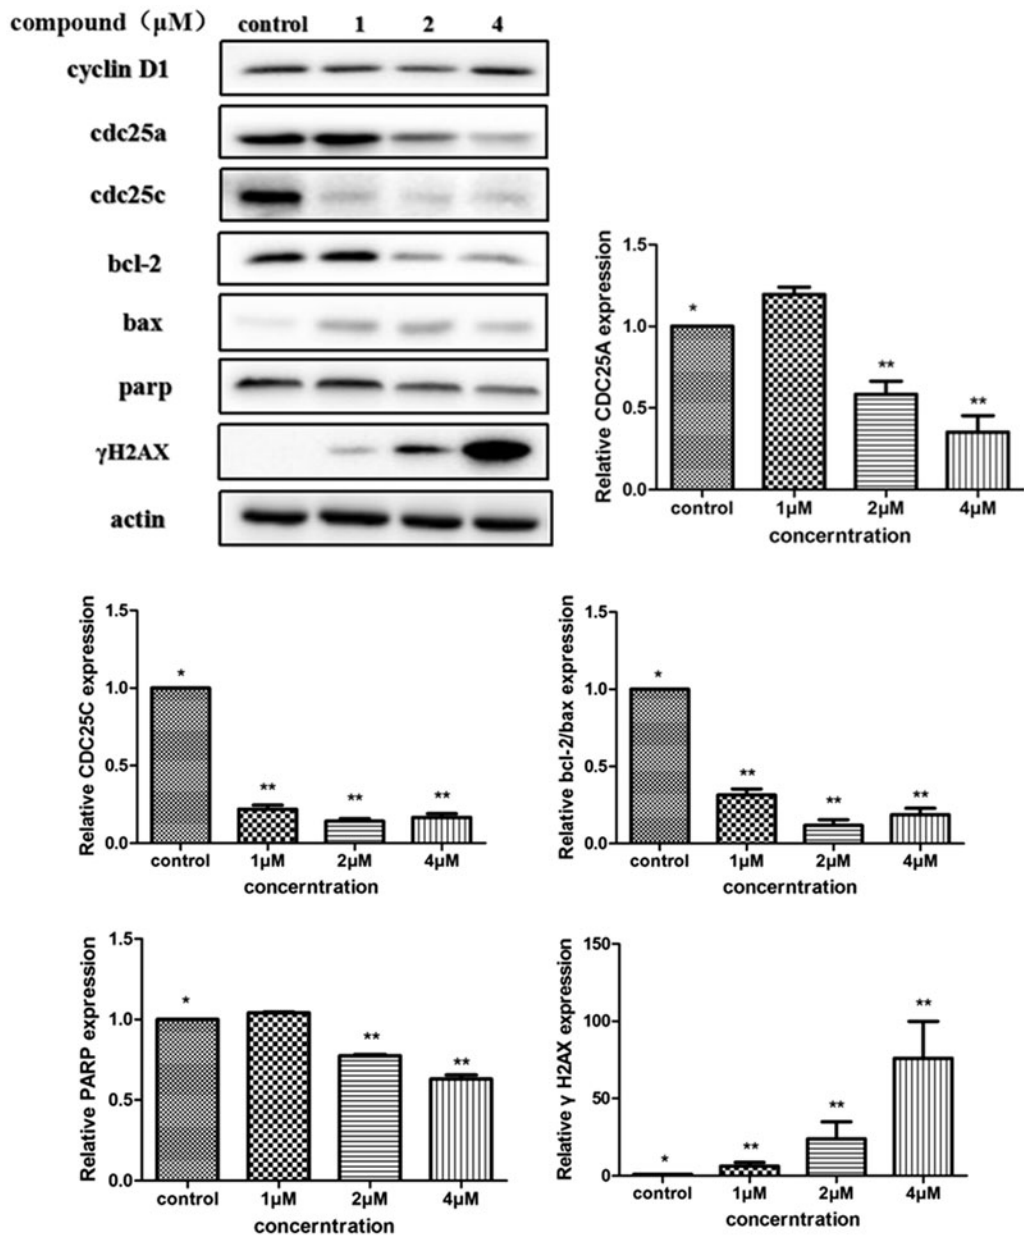 compound（μM） control 1 2 4
cyclin D1
cdc25a
cdc25c
bcl-2
bax
parp
γH2AX
actin
Relative CDC25A expression
1.5
1.0
0.5
0.0
*
**
**
control 1μM 2μM 4μM
concerntration
Relative CDC25C expression
1.5
1.0
0.5
0.0
*
**
**
**
control 1μM 2μM 4μM
concerntration
Relative bcl-2/bax expression
1.5
1.0
0.5
0.0
*
**
**
**
control 1μM 2μM 4μM
concerntration
Relative PARP expression
1.5
1.0
0.5
0.0
*
**
**
control 1μM 2μM 4μM
concerntration
Relative γ H2AX expression
150
100
50
0
*
**
**
**
control 1μM 2μM 4μM
concerntration